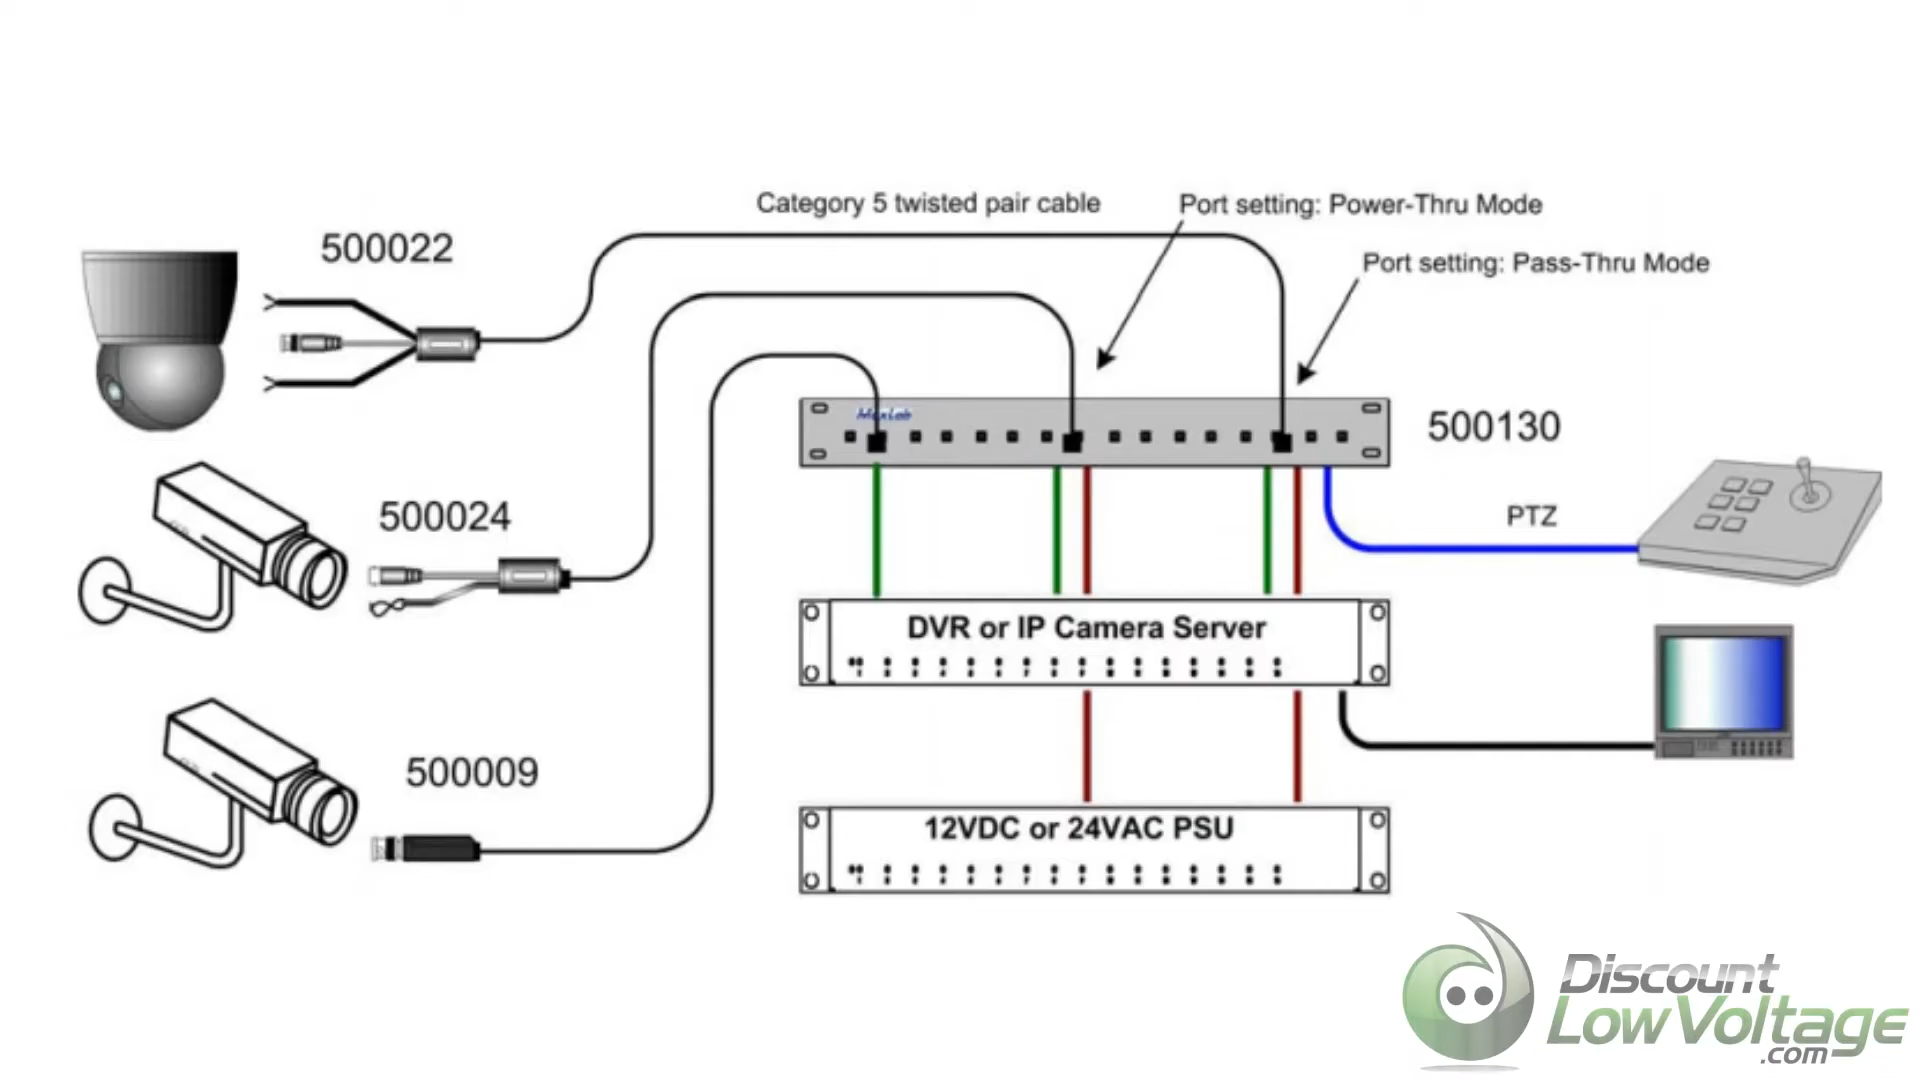 Category 5 twisted pair cable
Port setting: Power-Thru Mode
500022
Port setting: Pass-Thru Mode
MuxLab
500130
500024
PTZ
DVR or IP Camera Server
500009
12VDC or 24VAC PSU
Discount
LowVoltage
.com